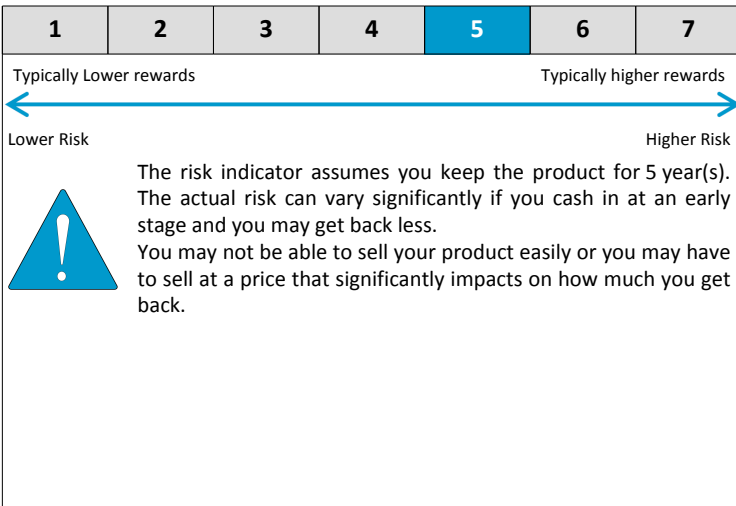 1 2 3 4 5 6 7
Typically Lower rewards Typically higher rewards
Lower Risk Higher Risk
The risk indicator assumes you keep the product for 5 year(s).
The actual risk can vary significantly if you cash in at an early
stage and you may get back less.
You may not be able to sell your product easily or you may have
to sell at a price that significantly impacts on how much you get
back.